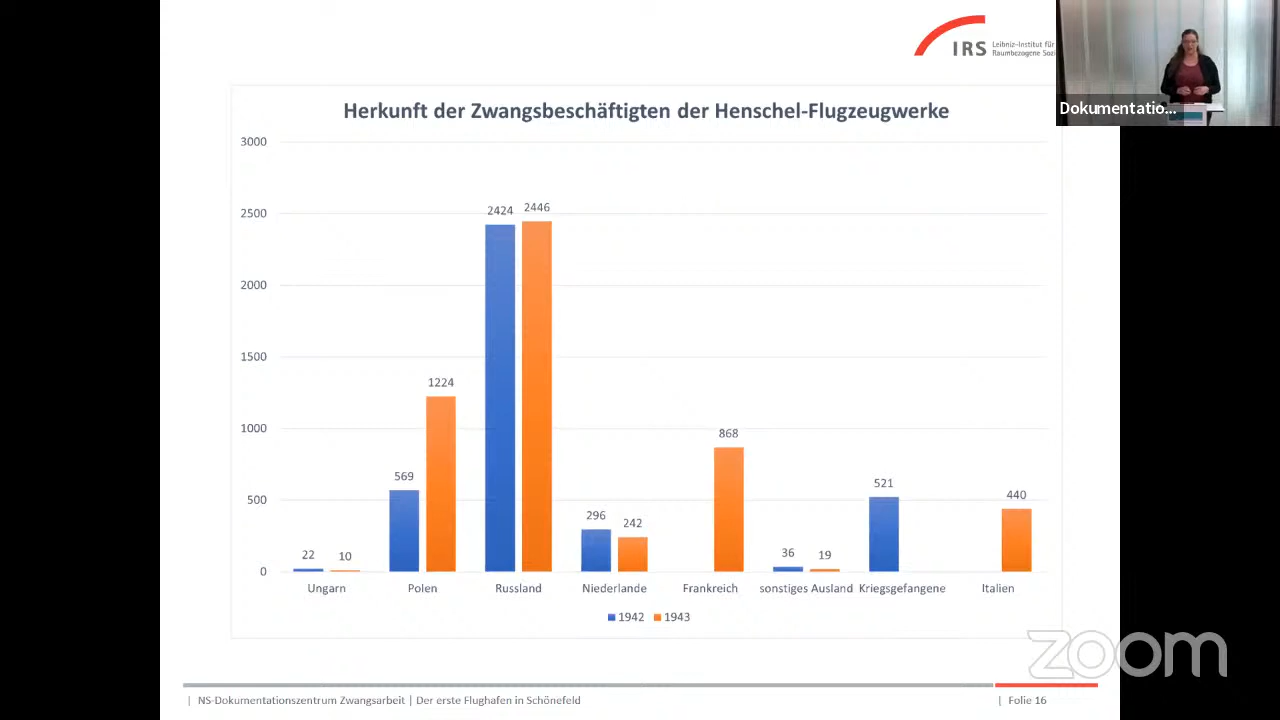 IRS Leibniz-Institut für
Raumbezogene Sozi
Dokumentatio...
Herkunft der Zwangsbeschäftigten der Henschel-Flugzeugwerke
3000
2500
2000
1500
1000
500
0
22 10
569 1224
2424 2446
296 242
868
36 19
521
440
Ungarn Polen Russland Niederlande Frankreich sonstiges Ausland Kriegsgefangene Italien
1942 1943
zoom
| NS-Dokumentationszentrum Zwangsarbeit | Der erste Flughafen in Schönefeld | Folie 16